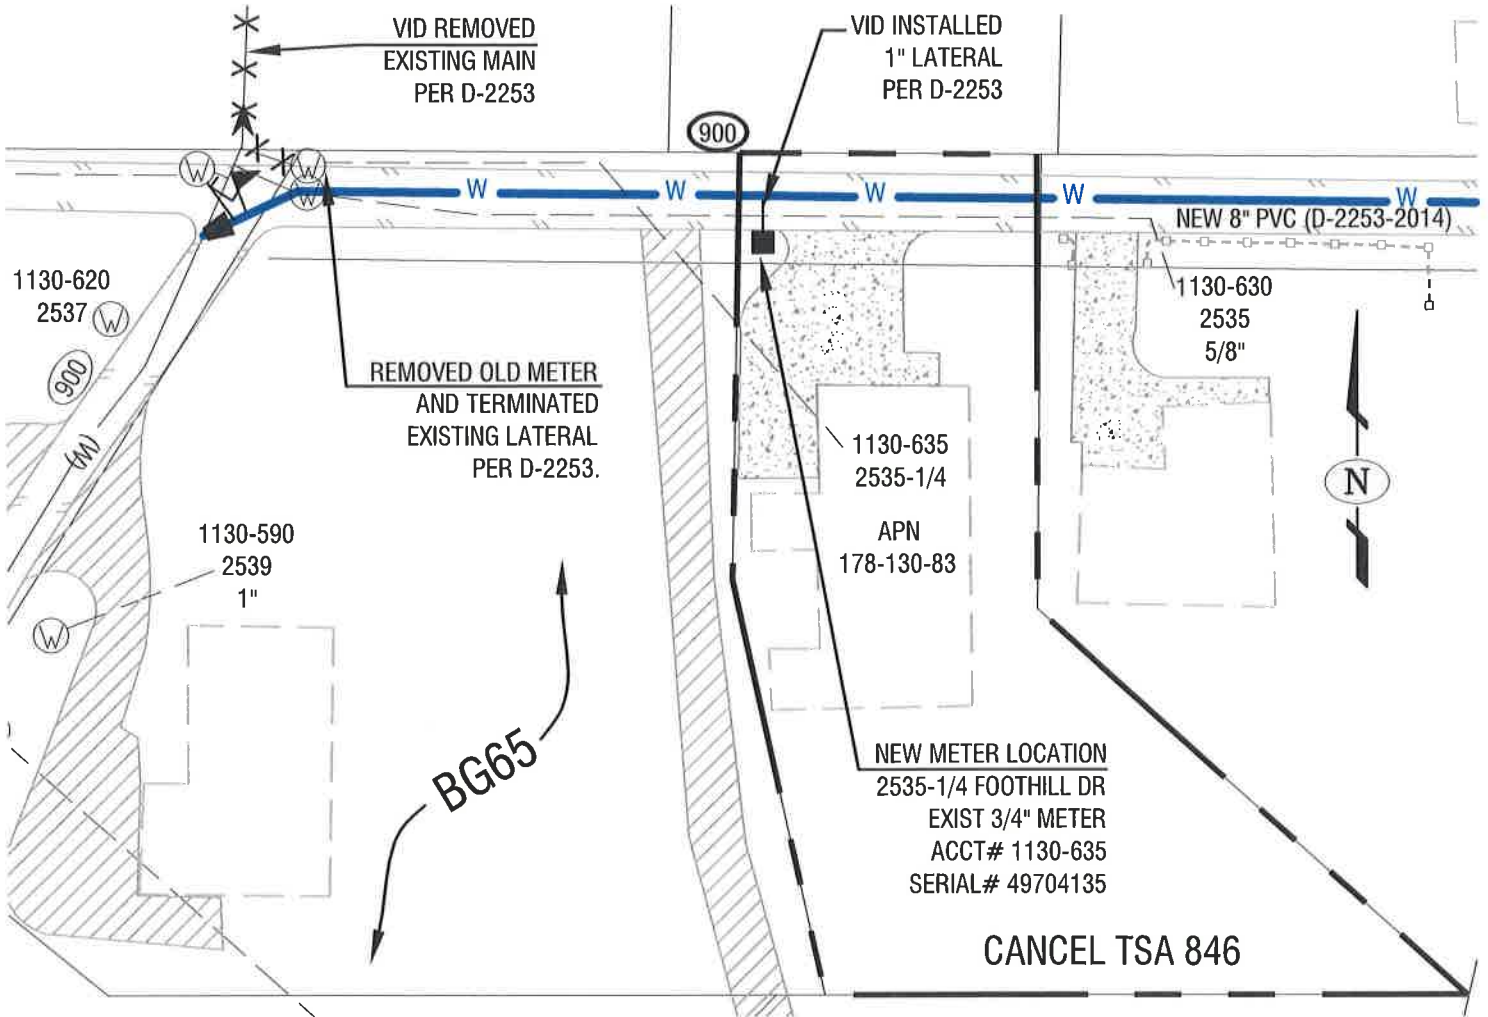 VID REMOVED
EXISTING MAIN
PER D-2253
VID INSTALLED
1" LATERAL
PER D-2253
900
W
W
W
W
W
W
W
W
NEW 8" PVC (D-2253-2014)
1130-620
2537
W
900
(W)
REMOVED OLD METER
AND TERMINATED
EXISTING LATERAL
PER D-2253.
1130-630
2535
5/8"
1130-635
2535-1/4
APN
178-130-83
N
1130-590
2539
1"
W
BG65
NEW METER LOCATION
2535-1/4 FOOTHILL DR
EXIST 3/4" METER
ACCT# 1130-635
SERIAL# 49704135
CANCEL TSA 846